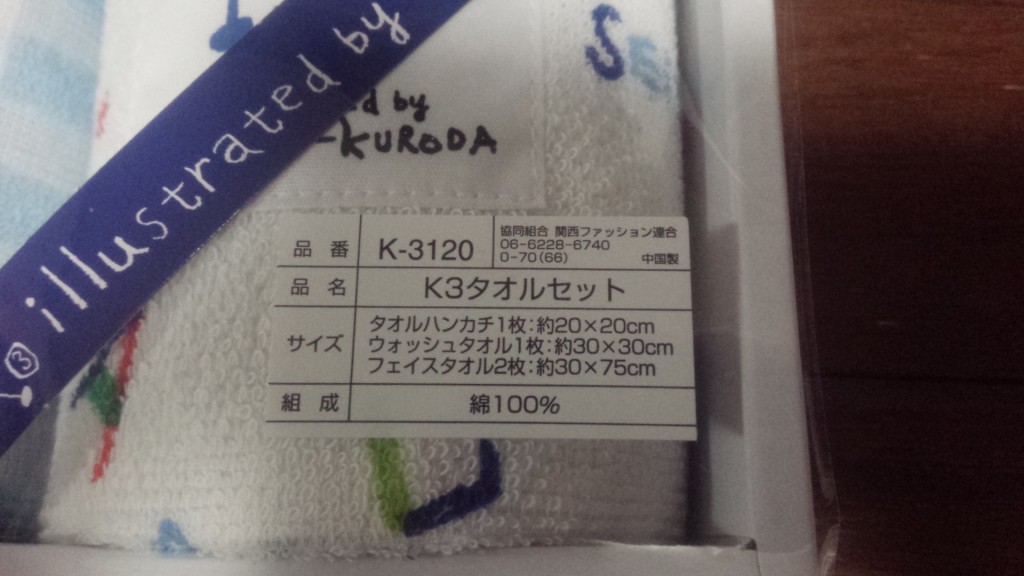 illustrated by
SE
d by
-KURODA
品番 K-3120 協同組合 関西ファッション連合
06-6228-6740
0-70(66) 中国製
品名 K3タオルセット
サイズ タオルハンカチ1枚:約20×20cm
ウォッシュタオル1枚:約30×30cm
フェイスタオル2枚:約30×75cm
組成 綿100%